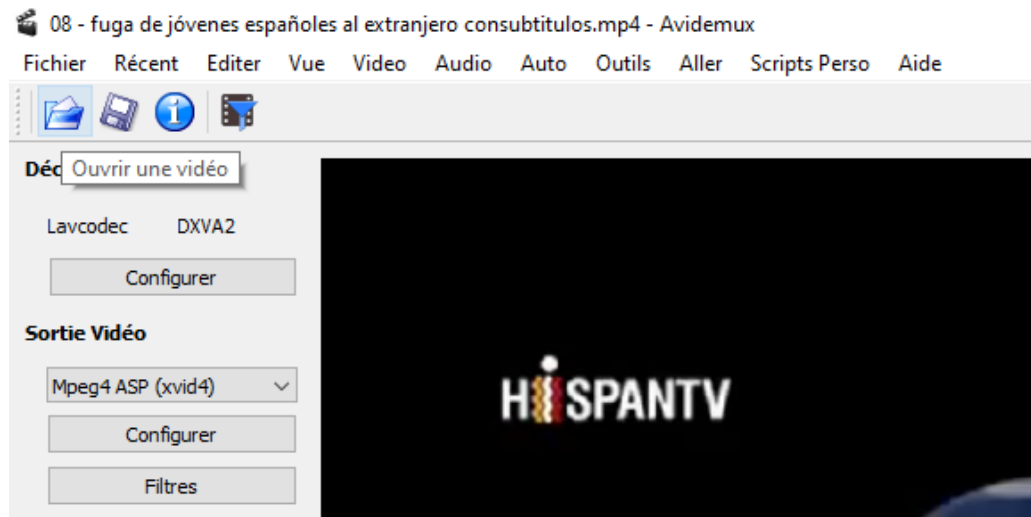 08 - fuga de jóvenes españoles al extranjero consubtitulos.mp4 - Avidemux
Fichier Récent Editer Vue Video Audio Auto Outils Aller Scripts Perso Aide
Déc
Ouvrir une vidéo
Lavcodec DXVA2
Configurer
Sortie Vidéo
Mpeg4 ASP (xvid4)
Configurer
Filtres
HISPANTV